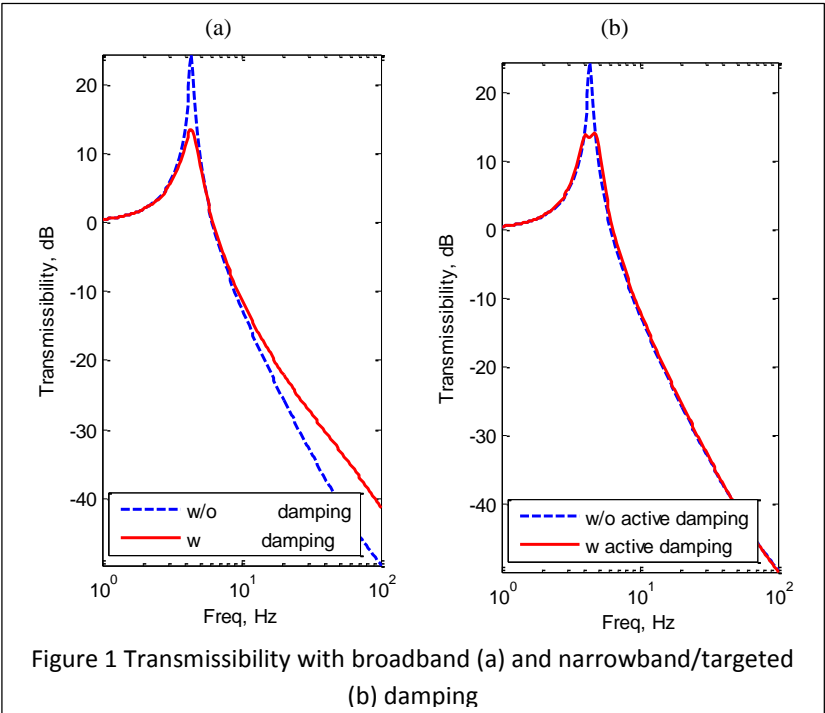 (a) (b)
20
10
0
-10
-20
-30
-40
Transmissibility, dB
w/o damping
w damping
10^0 10^1 10^2
Freq, Hz
20
10
0
-10
-20
-30
-40
Transmissibility, dB
w/o active damping
w active damping
10^0 10^1 10^2
Freq, Hz
Figure 1 Transmissibility with broadband (a) and narrowband/targeted
(b) damping